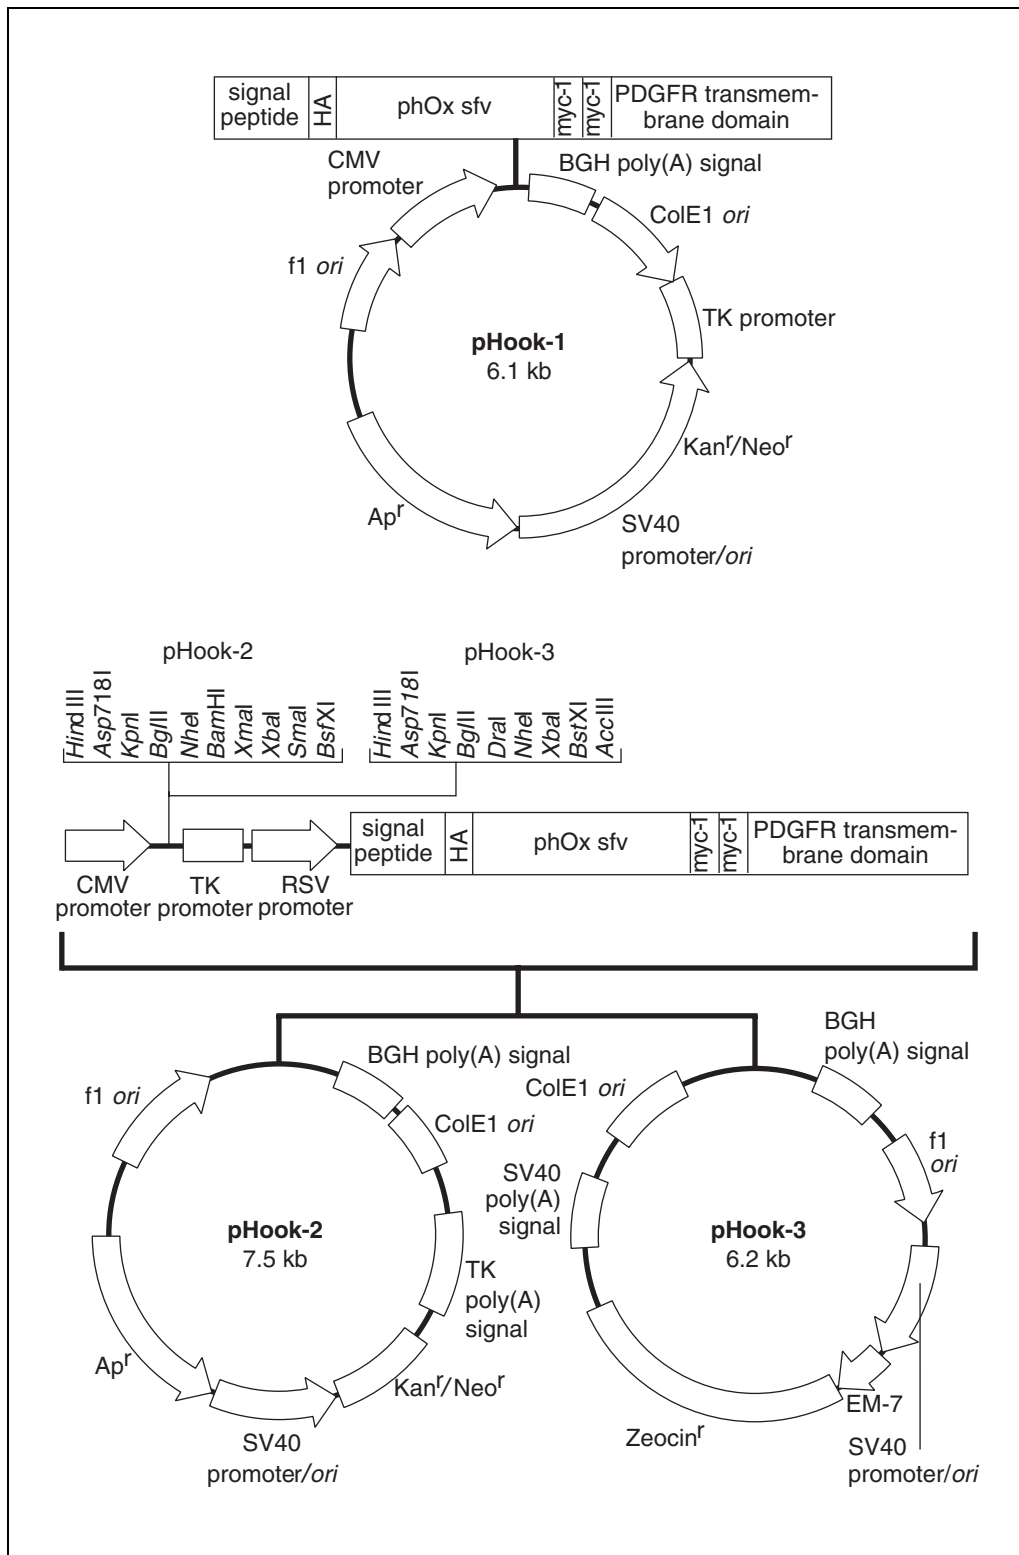 signal
peptide
HA
phOx sfv
myc-1
myc-1
PDGFR transmem-
brane domain
CMV
promoter
BGH poly(A) signal
ColE1 ori
f1 ori
TK promoter
pHook-1
6.1 kb
Kanr/Neor
Apr
SV40
promoter/ori
pHook-2
pHook-3
Hind III
Asp718I
KpnI
BglII
NheI
BamHI
XmaI
XbaI
SmaI
BsfXI
Hind III
Asp718I
KpnI
BglII
DraI
NheI
XbaI
BstXI
AccIII
signal
peptide
HA
phOx sfv
myc-1
myc-1
PDGFR transmem-
brane domain
CMV
promoter
TK
promoter
RSV
promoter
BGH poly(A) signal
f1 ori
ColE1 ori
pHook-2
7.5 kb
TK
poly(A)
signal
Apr
Kanr/Neor
SV40
promoter/ori
BGH
poly(A) signal
ColE1 ori
f1
ori
SV40
poly(A)
signal
pHook-3
6.2 kb
EM-7
Zeocinr
SV40
promoter/ori